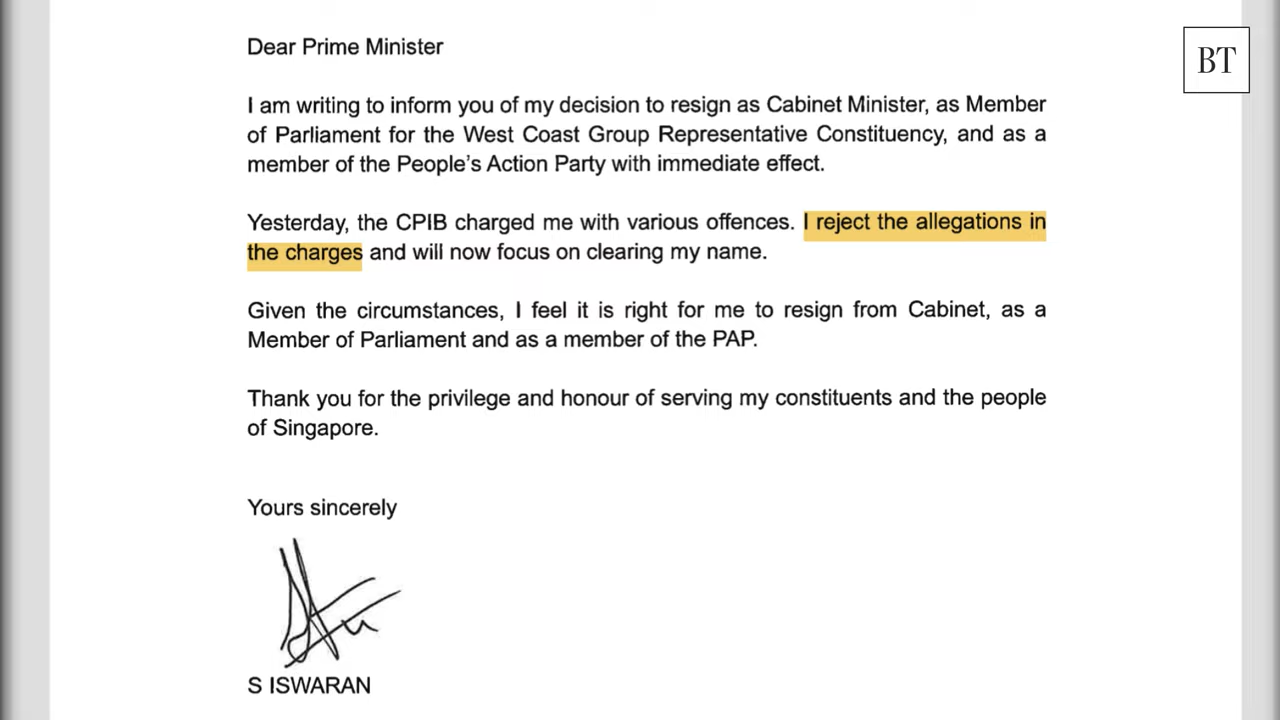 BT
Dear Prime Minister
I am writing to inform you of my decision to resign as Cabinet Minister, as Member
of Parliament for the West Coast Group Representative Constituency, and as a
member of the People's Action Party with immediate effect.
Yesterday, the CPIB charged me with various offences. I reject the allegations in
the charges and will now focus on clearing my name.
Given the circumstances, I feel it is right for me to resign from Cabinet, as a
Member of Parliament and as a member of the PAP.
Thank you for the privilege and honour of serving my constituents and the people
of Singapore.
Yours sincerely
S ISWARAN